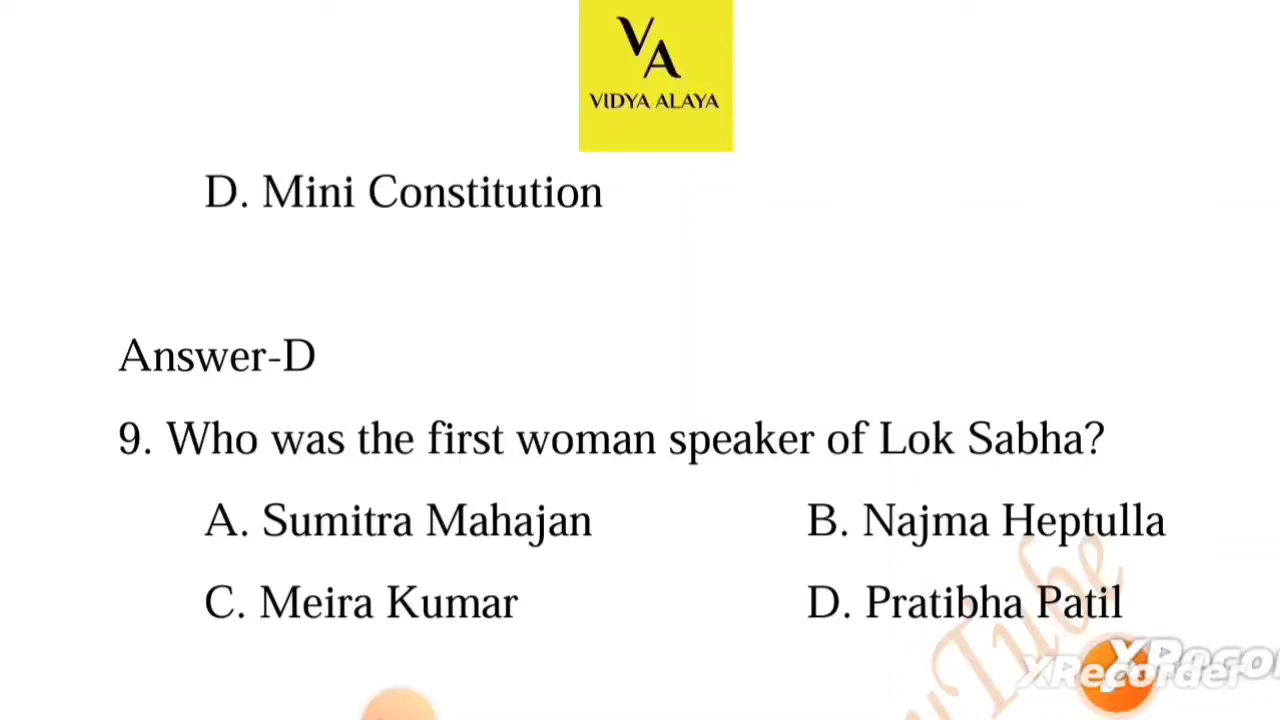 VA
VIDYA ALAYA
D. Mini Constitution
Answer-D
9. Who was the first woman speaker of Lok Sabha?
A. Sumitra Mahajan B. Najma Heptulla
C. Meira Kumar D. Pratibha Patil
Tube
XRecorder